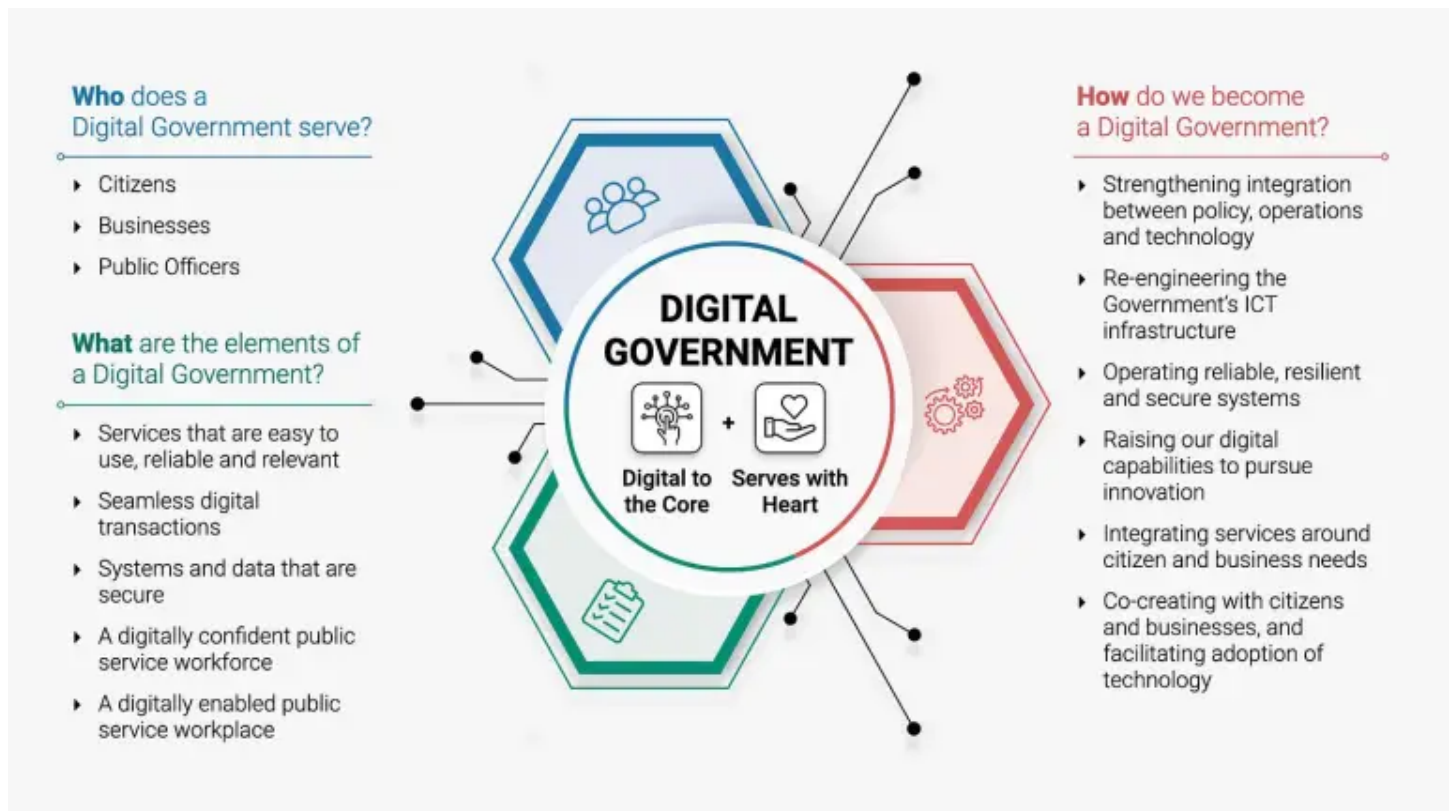 Who does a
Digital Government serve?
Citizens
Businesses
Public Officers
What are the elements of
a Digital Government?
Services that are easy to
use, reliable and relevant
Seamless digital
transactions
Systems and data that are
secure
A digitally confident public
service workforce
A digitally enabled public
service workplace
DIGITAL
GOVERNMENT
+
Digital to
the Core
Serves with
Heart
How do we become
a Digital Government?
Strengthening integration
between policy, operations
and technology
Re-engineering the
Government's ICT
infrastructure
Operating reliable, resilient
and secure systems
Raising our digital
capabilities to pursue
innovation
Integrating services around
citizen and business needs
Co-creating with citizens
and businesses, and
facilitating adoption of
technology